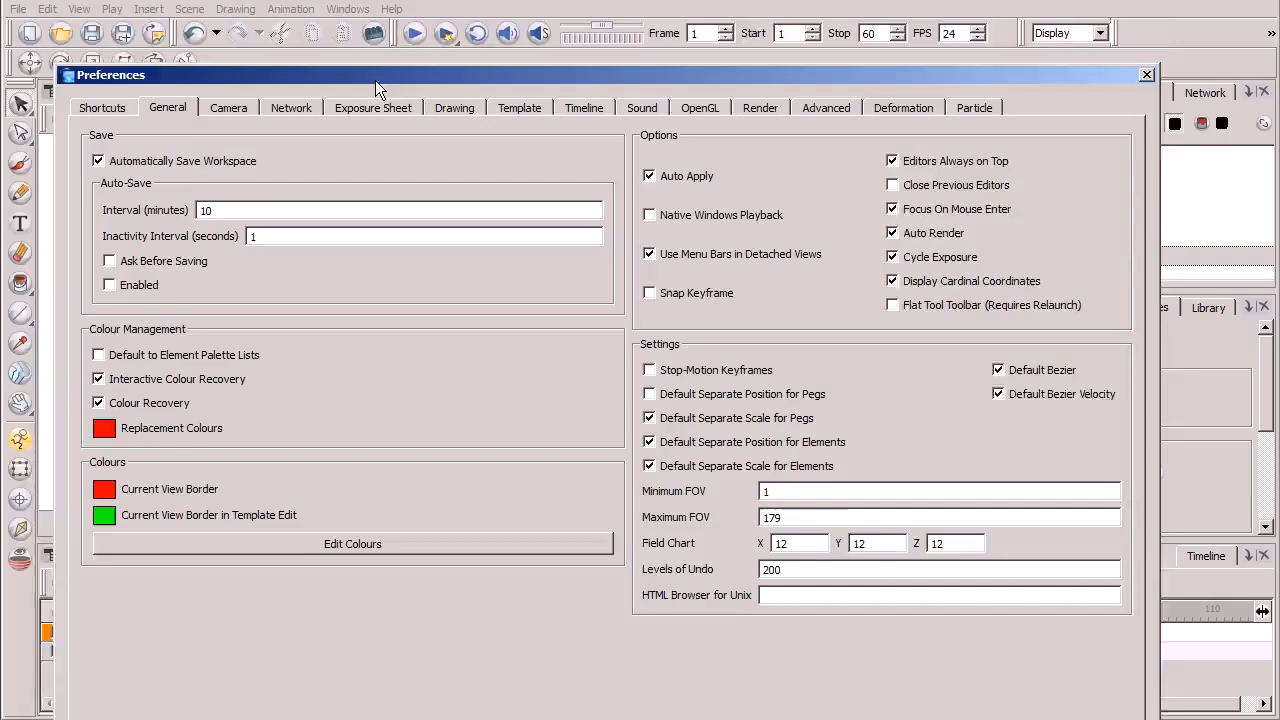 File Edit View Play Insert Scene Drawing Animation Windows Help
Frame 1 Start 1 Stop 60 FPS 24 Display »
Preferences
Network
Shortcuts General Camera Network Exposure Sheet Drawing Template Timeline Sound OpenGL Render Advanced Deformation Particle
Save
Automatically Save Workspace
Auto-Save
Interval (minutes) 10
Inactivity Interval (seconds) 1
Ask Before Saving
Enabled
Colour Management
Default to Element Palette Lists
Interactive Colour Recovery
Colour Recovery
Replacement Colours
Colours
Current View Border
Current View Border in Template Edit
Edit Colours
Options
Auto Apply
Native Windows Playback
Use Menu Bars in Detached Views
Snap Keyframe
Editors Always on Top
Close Previous Editors
Focus On Mouse Enter
Auto Render
Cycle Exposure
Display Cardinal Coordinates
Flat Tool Toolbar (Requires Relaunch)
Settings
Stop-Motion Keyframes
Default Separate Position for Pegs
Default Separate Scale for Pegs
Default Separate Position for Elements
Default Separate Scale for Elements
Default Bezier
Default Bezier Velocity
Minimum FOV 1
Maximum FOV 179
Field Chart X 12 Y 12 Z 12
Levels of Undo 200
HTML Browser for Unix
Library
Timeline
110